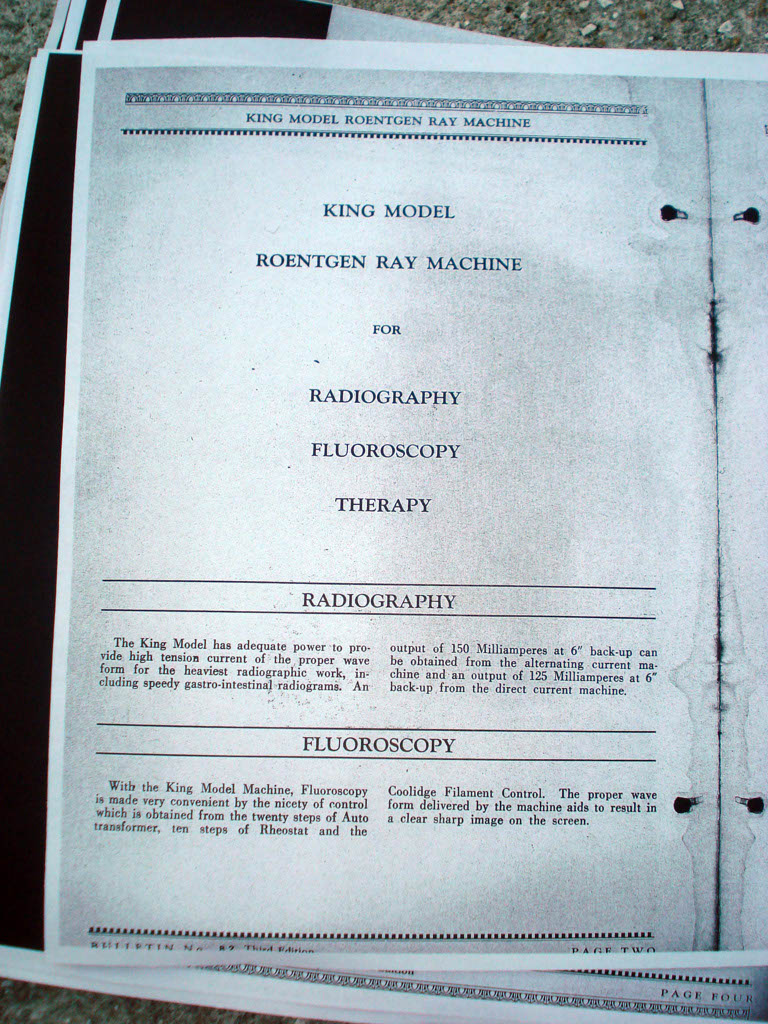 KING MODEL ROENTGEN RAY MACHINE
KING MODEL
ROENTGEN RAY MACHINE
FOR
RADIOGRAPHY
FLUOROSCOPY
THERAPY
RADIOGRAPHY
The King Model has adequate power to pro-
vide high tension current of the proper wave
form for the heaviest radiographic work, in-
cluding speedy gastro-intestinal radiograms. An
output of 150 Milliamperes at 6" back-up can
be obtained from the alternating current ma-
chine and an output of 125 Milliamperes at 6"
back-up from the direct current machine.
FLUOROSCOPY
With the King Model Machine, Fluoroscopy
is made very convenient by the nicety of control
which is obtained from the twenty steps of Auto
transformer, ten steps of Rheostat and the
Coolidge Filament Control. The proper wave
form delivered by the machine aids to result in
a clear sharp image on the screen.
BULLETIN No. 87 Third Edition
PAGE TWO
PAGE FOUR